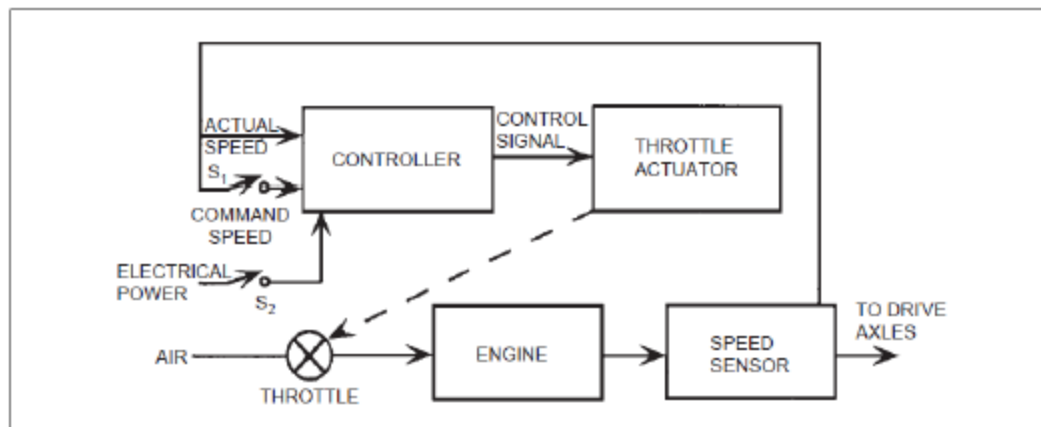 ACTUAL
SPEED
S1
COMMAND
SPEED
ELECTRICAL
POWER
S2
CONTROLLER
CONTROL
SIGNAL
THROTTLE
ACTUATOR
AIR
THROTTLE
ENGINE
SPEED
SENSOR
TO DRIVE
AXLES